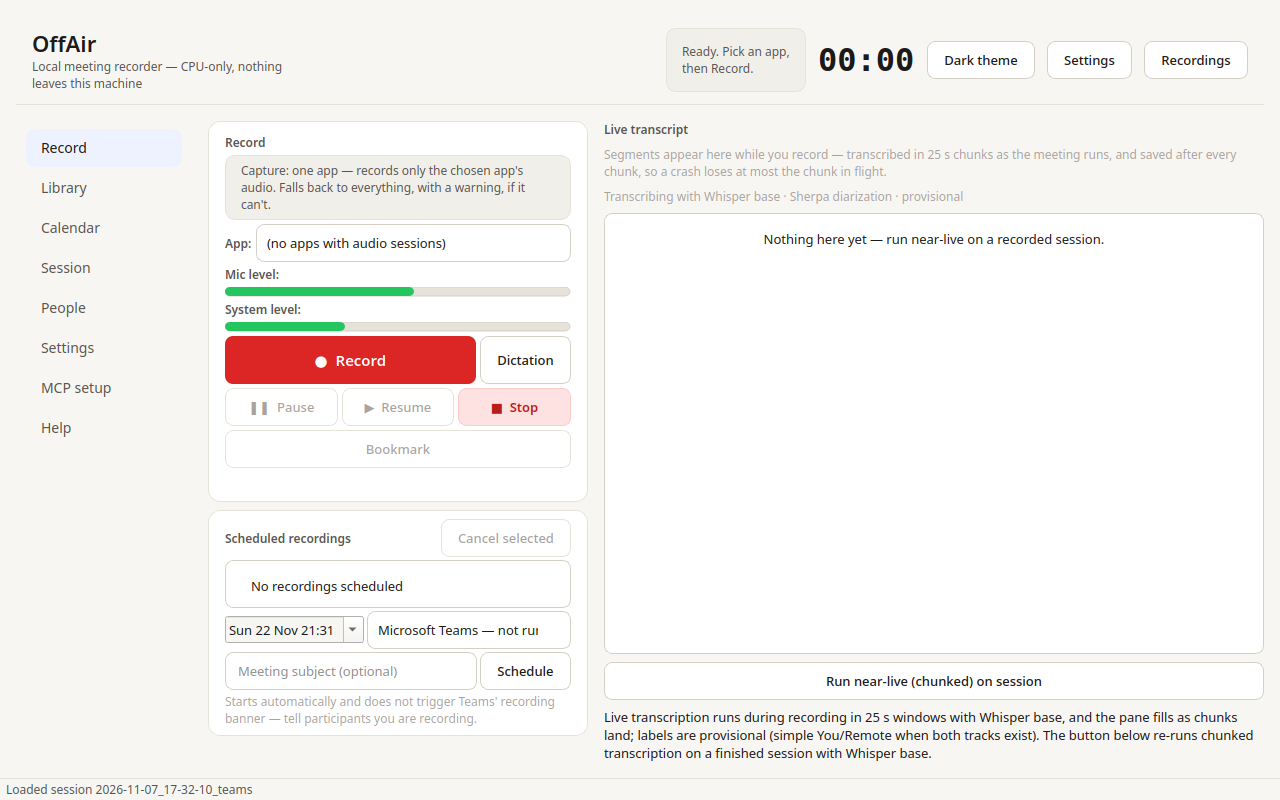 OffAir
Local meeting recorder — CPU-only, nothing
leaves this machine
Ready. Pick an app,
then Record.
00:00
Dark theme
Settings
Recordings
Record
Library
Calendar
Session
People
Settings
MCP setup
Help
Record
Capture: one app — records only the chosen app's
audio. Falls back to everything, with a warning, if it
can't.
App: (no apps with audio sessions)
Mic level:
System level:
Record
Dictation
Pause
Resume
Stop
Bookmark
Scheduled recordings
Cancel selected
No recordings scheduled
Sun 22 Nov 21:31
Microsoft Teams — not
Meeting subject (optional)
Schedule
Starts automatically and does not trigger Teams' recording
banner — tell participants you are recording.
Live transcript
Segments appear here while you record — transcribed in 25 s chunks as the meeting runs, and saved after every
chunk, so a crash loses at most the chunk in flight.
Transcribing with Whisper base · Sherpa diarization · provisional
Nothing here yet — run near-live on a recorded session.
Run near-live (chunked) on session
Live transcription runs during recording in 25 s windows with Whisper base, and the pane fills as chunks
land; labels are provisional (simple You/Remote when both tracks exist). The button below re-runs chunked
transcription on a finished session with Whisper base.
Loaded session 2026-11-07_17-32-10_teams